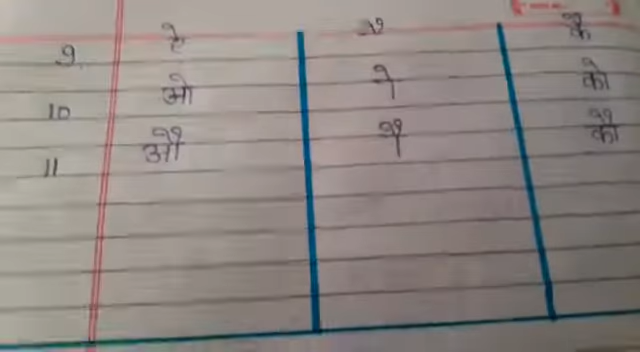 9. ऐ ै कै
10 ओ ो को
11 औ ौ कौ